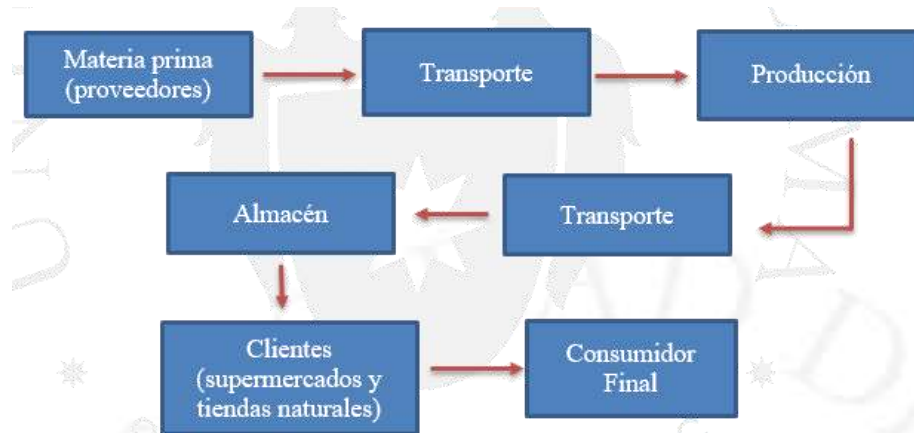 Materia prima
(proveedores)
Transporte
Producción
Almacén
Transporte
Clientes
(supermercados y
tiendas naturales)
Consumidor
Final